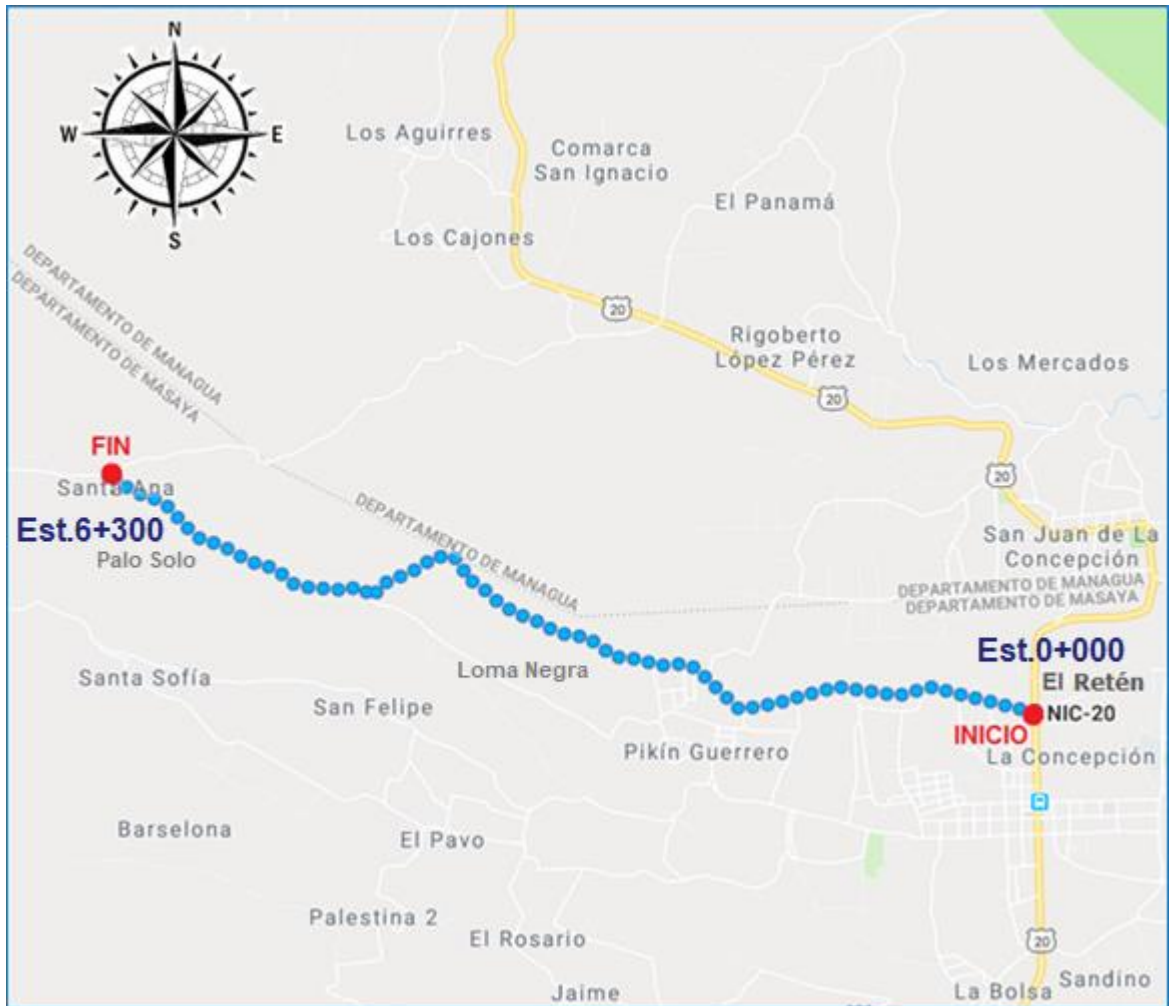 N
W
E
S
Los Aguirres
Comarca
San Ignacio
El Panamá
Los Cajones
DEPARTAMENTO DE MANAGUA
DEPARTAMENTO DE MASAYA
20
Rigoberto
López Pérez
Los Mercados
20
FIN
Santa Ana
20
DEPARTAMENTO DE MANAGUA
Est.6+300
Palo Solo
San Juan de La
Concepción
DEPARTAMENTO DE MANAGUA
DEPARTAMENTO DE MASAYA
Est.0+000
Loma Negra
Santa Sofía
El Retén
San Felipe
NIC-20
INICIO
Pikín Guerrero
La Concepción
Barselona
El Pavo
Palestina 2
El Rosario
20
Sandino
Jaime
La Bolsa